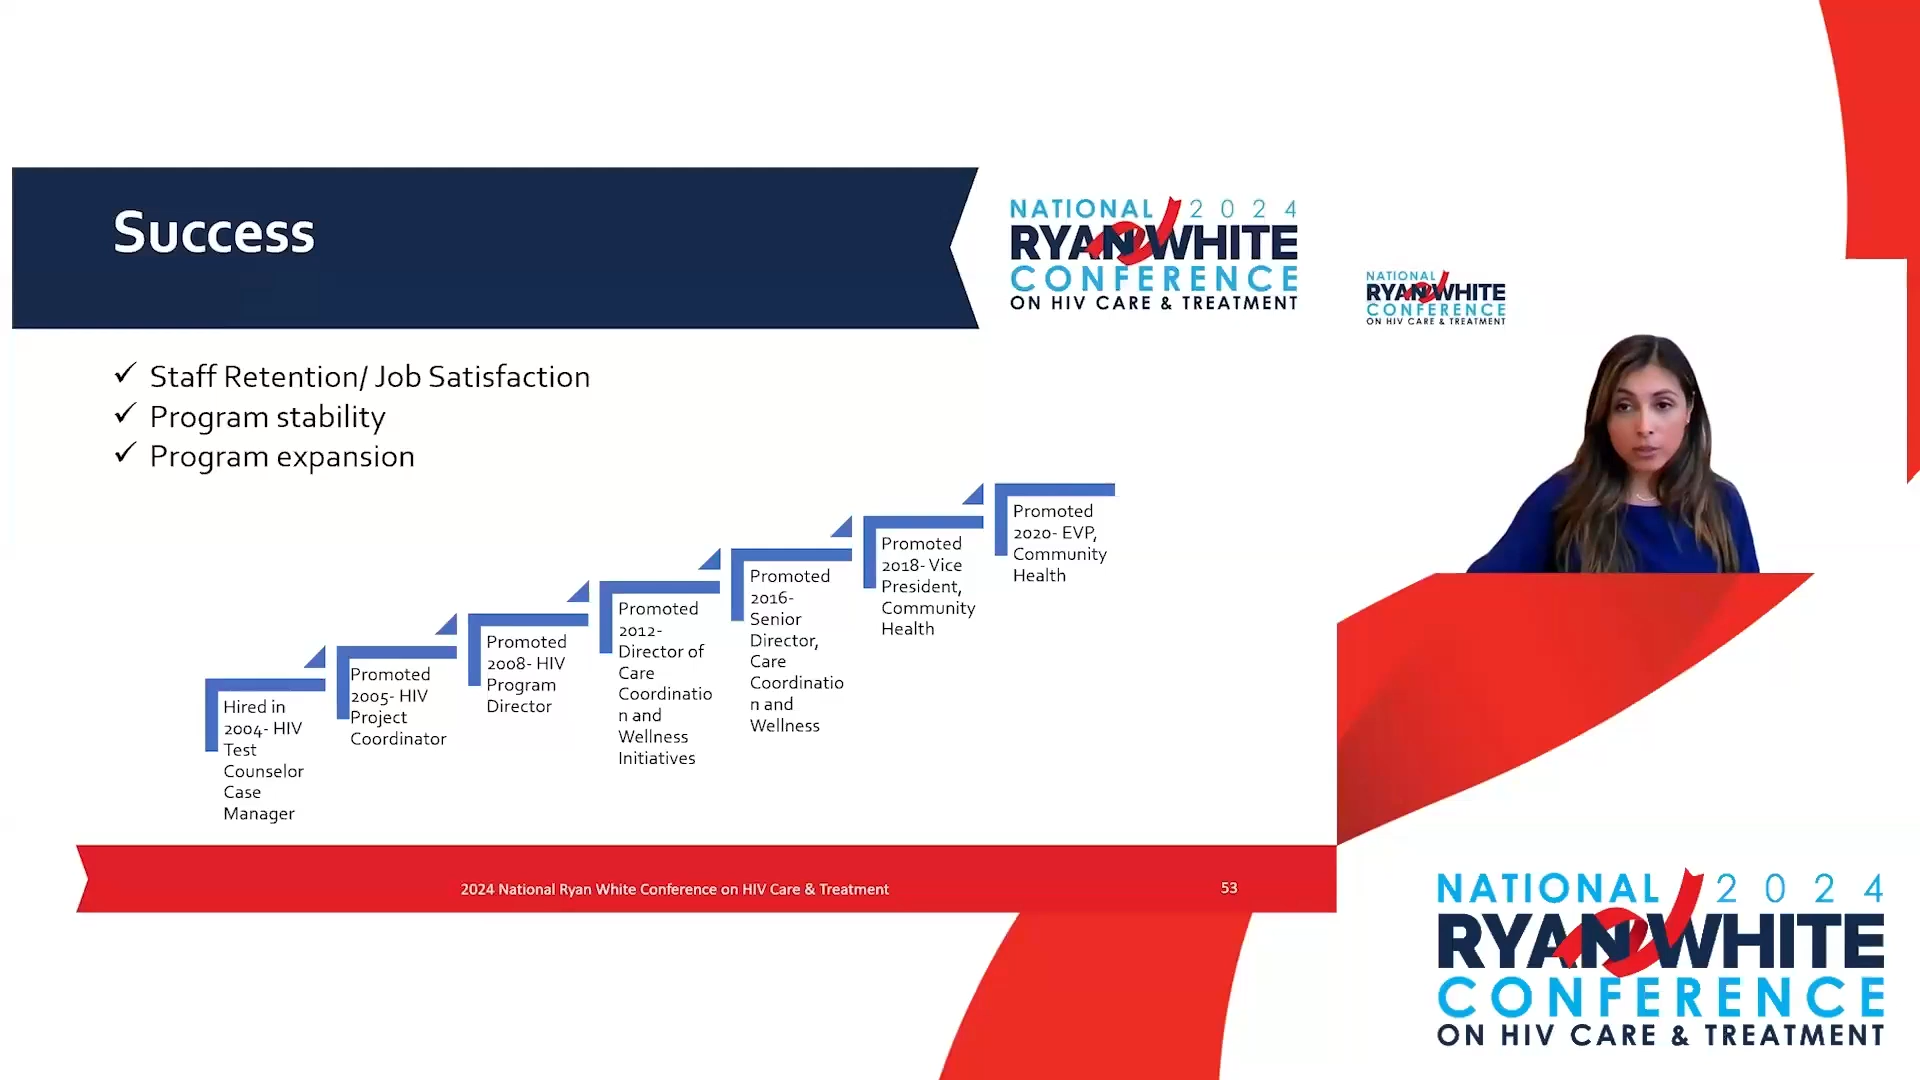 Success
NATIONAL 2024
RYAN WHITE
CONFERENCE
ON HIV CARE & TREATMENT
NATIONAL
RYAN WHITE
CONFERENCE
ON HIV CARE & TREATMENT
✓ Staff Retention/ Job Satisfaction
✓ Program stability
✓ Program expansion
Hired in
2004- HIV
Test
Counselor
Case
Manager
Promoted
2005- HIV
Project
Coordinator
Promoted
2008- HIV
Program
Director
Promoted
2012-
Director of
Care
Coordinatio
n and
Wellness
Initiatives
Promoted
2016-
Senior
Director,
Care
Coordinatio
n and
Wellness
Promoted
2018- Vice
President,
Community
Health
Promoted
2020- EVP,
Community
Health
2024 National Ryan White Conference on HIV Care & Treatment
53
NATIONAL 2024
RYAN WHITE
CONFERENCE
ON HIV CARE & TREATMENT